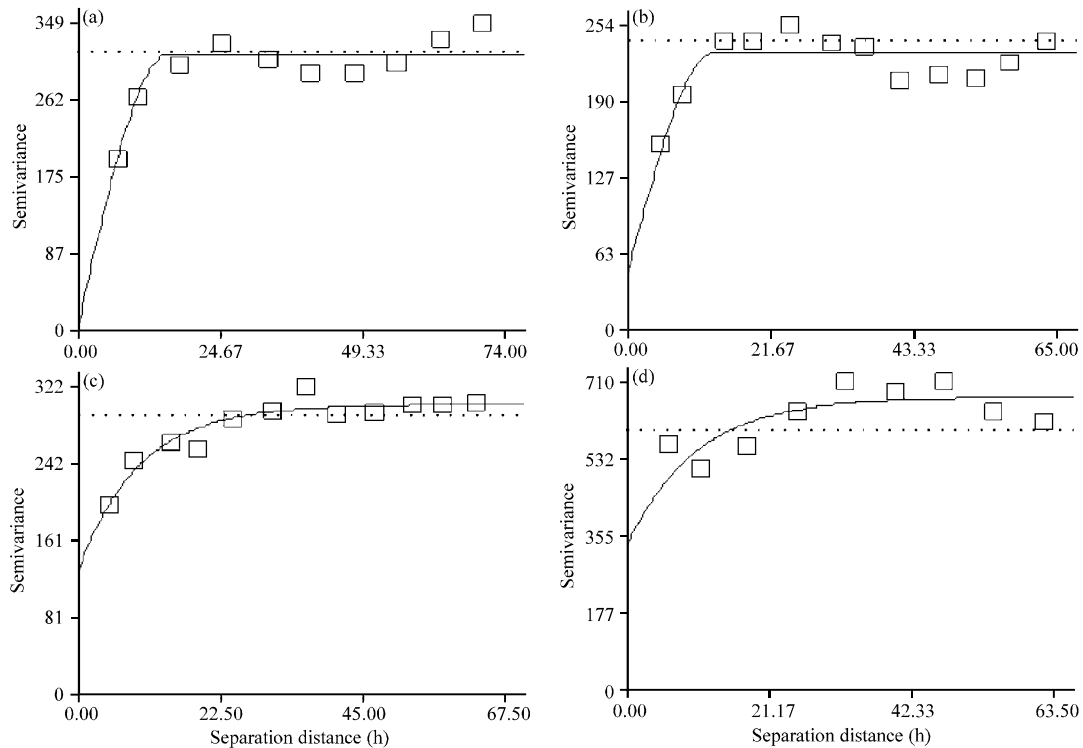 (a)
349
262
175
87
0
Semivariance
0.00 24.67 49.33 74.00
(b)
254
190
127
63
0
Semivariance
0.00 21.67 43.33 65.00
(c)
322
242
161
81
0
Semivariance
0.00 22.50 45.00 67.50
Separation distance (h)
(d)
710
532
355
177
0
Semivariance
0.00 21.17 42.33 63.50
Separation distance (h)